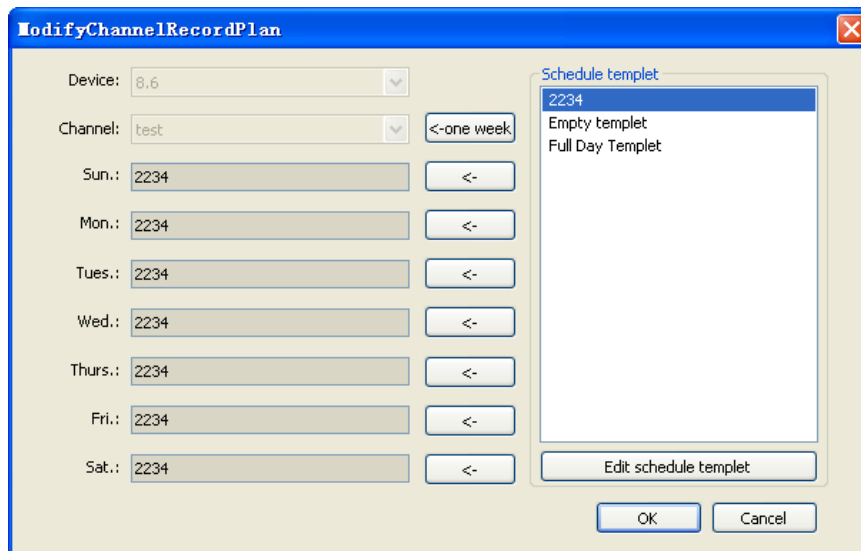 ModifyChannelRecordPlan
Device: 8.6
Channel: test <-one week
Sun.: 2234 <-
Mon.: 2234 <-
Tues.: 2234 <-
Wed.: 2234 <-
Thurs.: 2234 <-
Fri.: 2234 <-
Sat.: 2234 <-
Schedule templet
2234
Empty templet
Full Day Templet
Edit schedule templet
OK Cancel